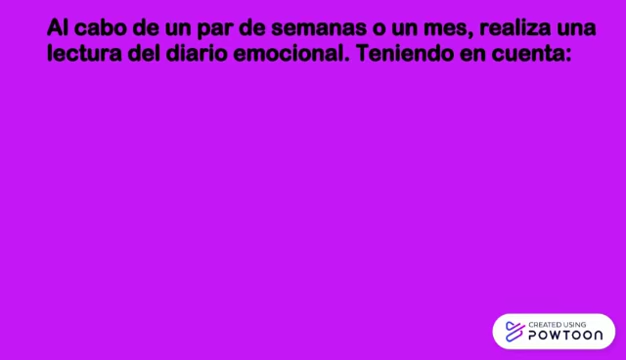 Al cabo de un par de semanas o un mes, realiza una
lectura del diario emocional. Teniendo en cuenta:
CREATED USING
POWTOON